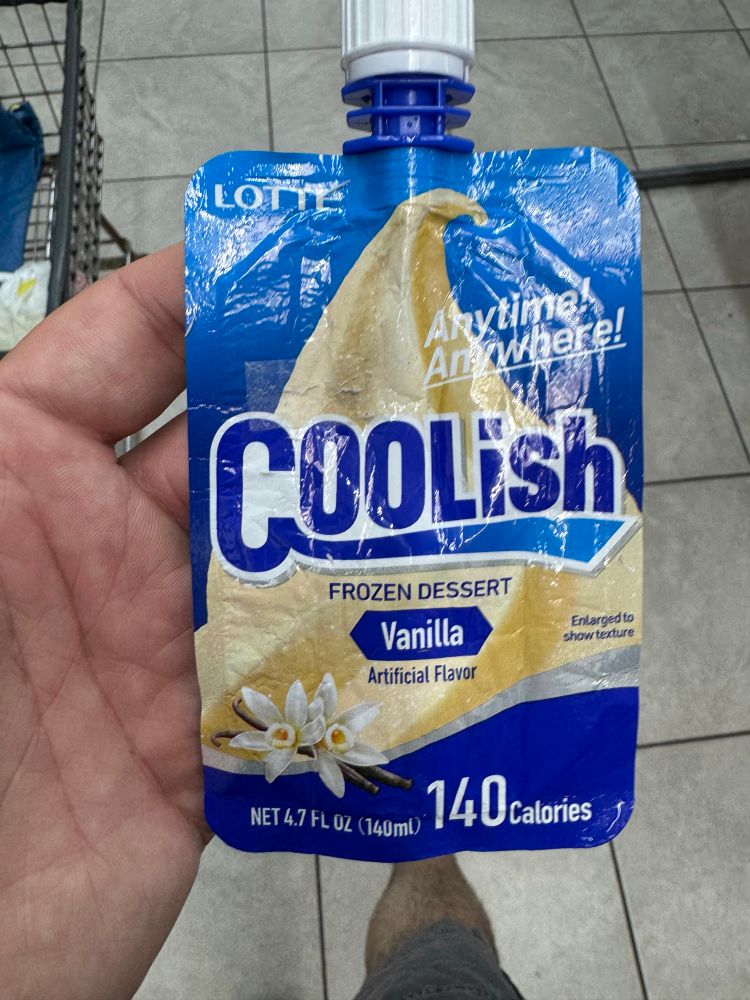 LOTTE
Anytime!
Anywhere!
COOLish
FROZEN DESSERT
Vanilla
Artificial Flavor
Enlarged to
show texture
NET 4.7 FL OZ (140ml)
140 Calories